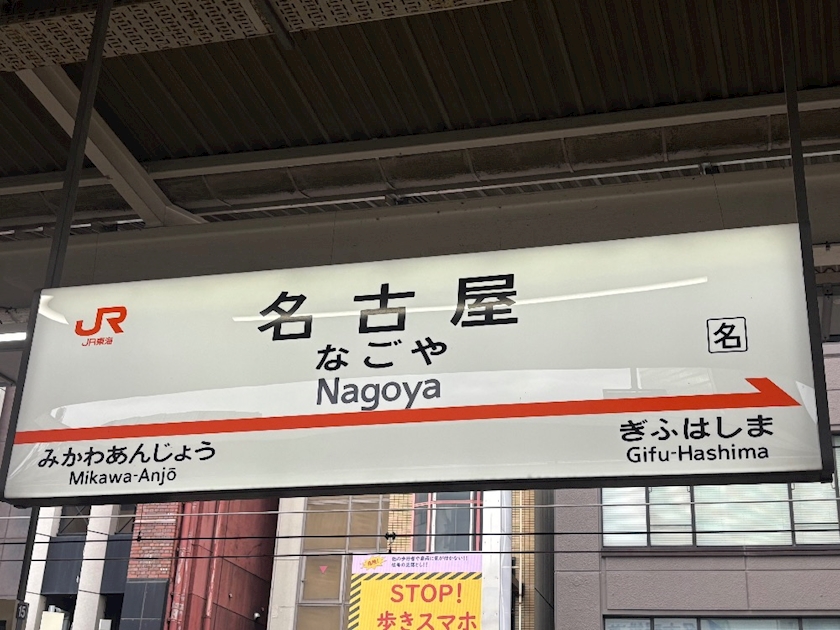 JR
JR東海
名古屋
なごや
Nagoya
名
みかわあんじょう
Mikawa-Anjō
ぎふはしま
Gifu-Hashima
STOP!
歩きスマホ
15